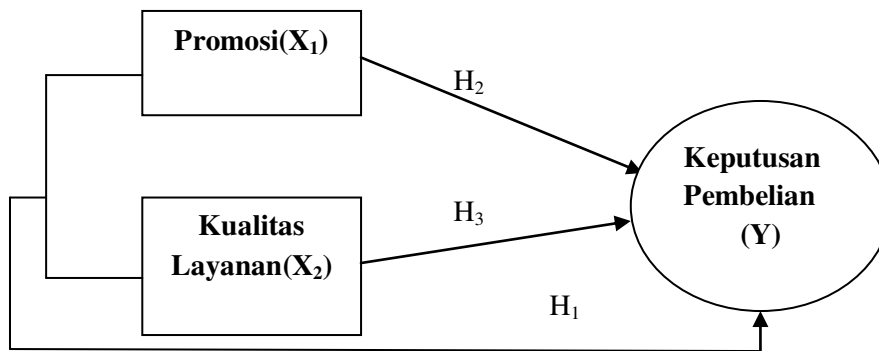 Promosi(X₁)
H₂
Keputusan
Pembelian
(Y)
Kualitas
Layanan(X₂)
H₃
H₁